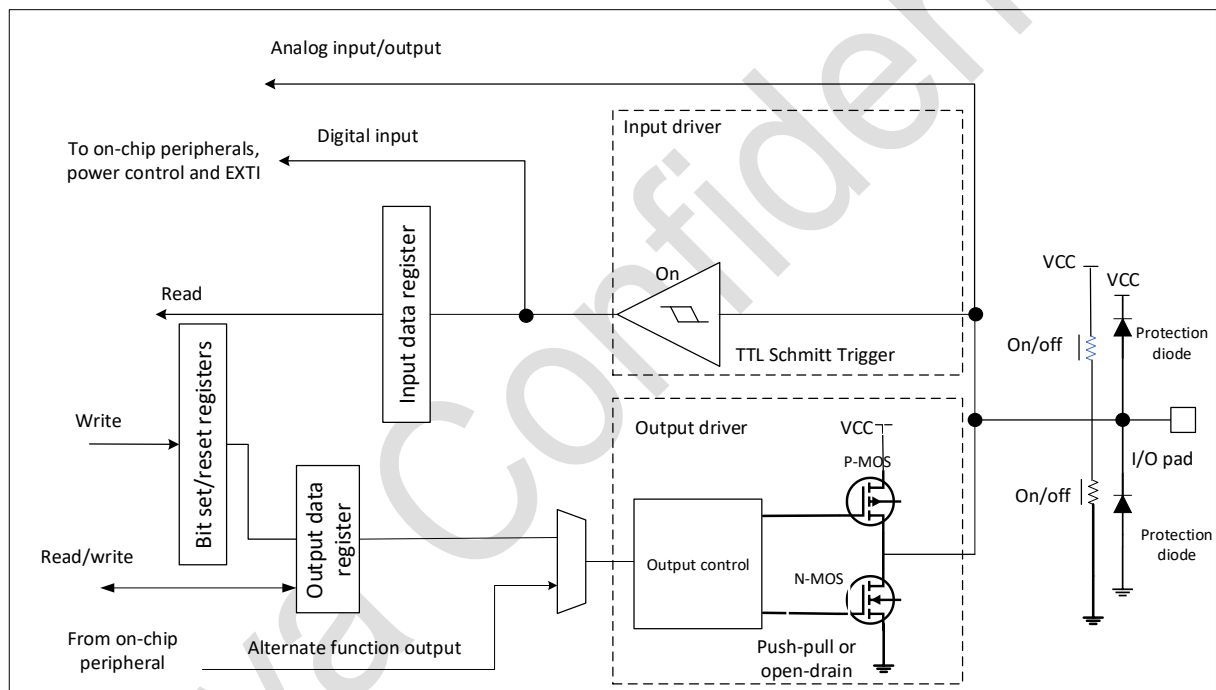 Analog input/output
Input driver
Digital input
To on-chip peripherals,
power control and EXTI
Input data register
On
VCC
VCC
Read
On/off
Protection
diode
TTL Schmitt Trigger
Bit set/reset registers
Write
Output driver
VCC
P-MOS
I/O pad
Output data
register
On/off
Read/write
Output control
Protection
diode
N-MOS
From on-chip
peripheral
Alternate function output
Push-pull or
open-drain